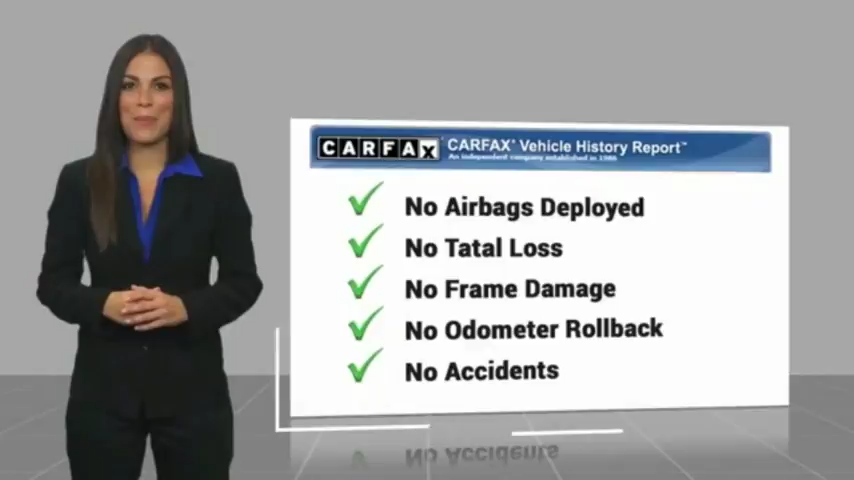 CARFAX CARFAX® Vehicle History Report™
An independent company established in 1986
No Airbags Deployed
No Tatal Loss
No Frame Damage
No Odometer Rollback
No Accidents
No Accidents